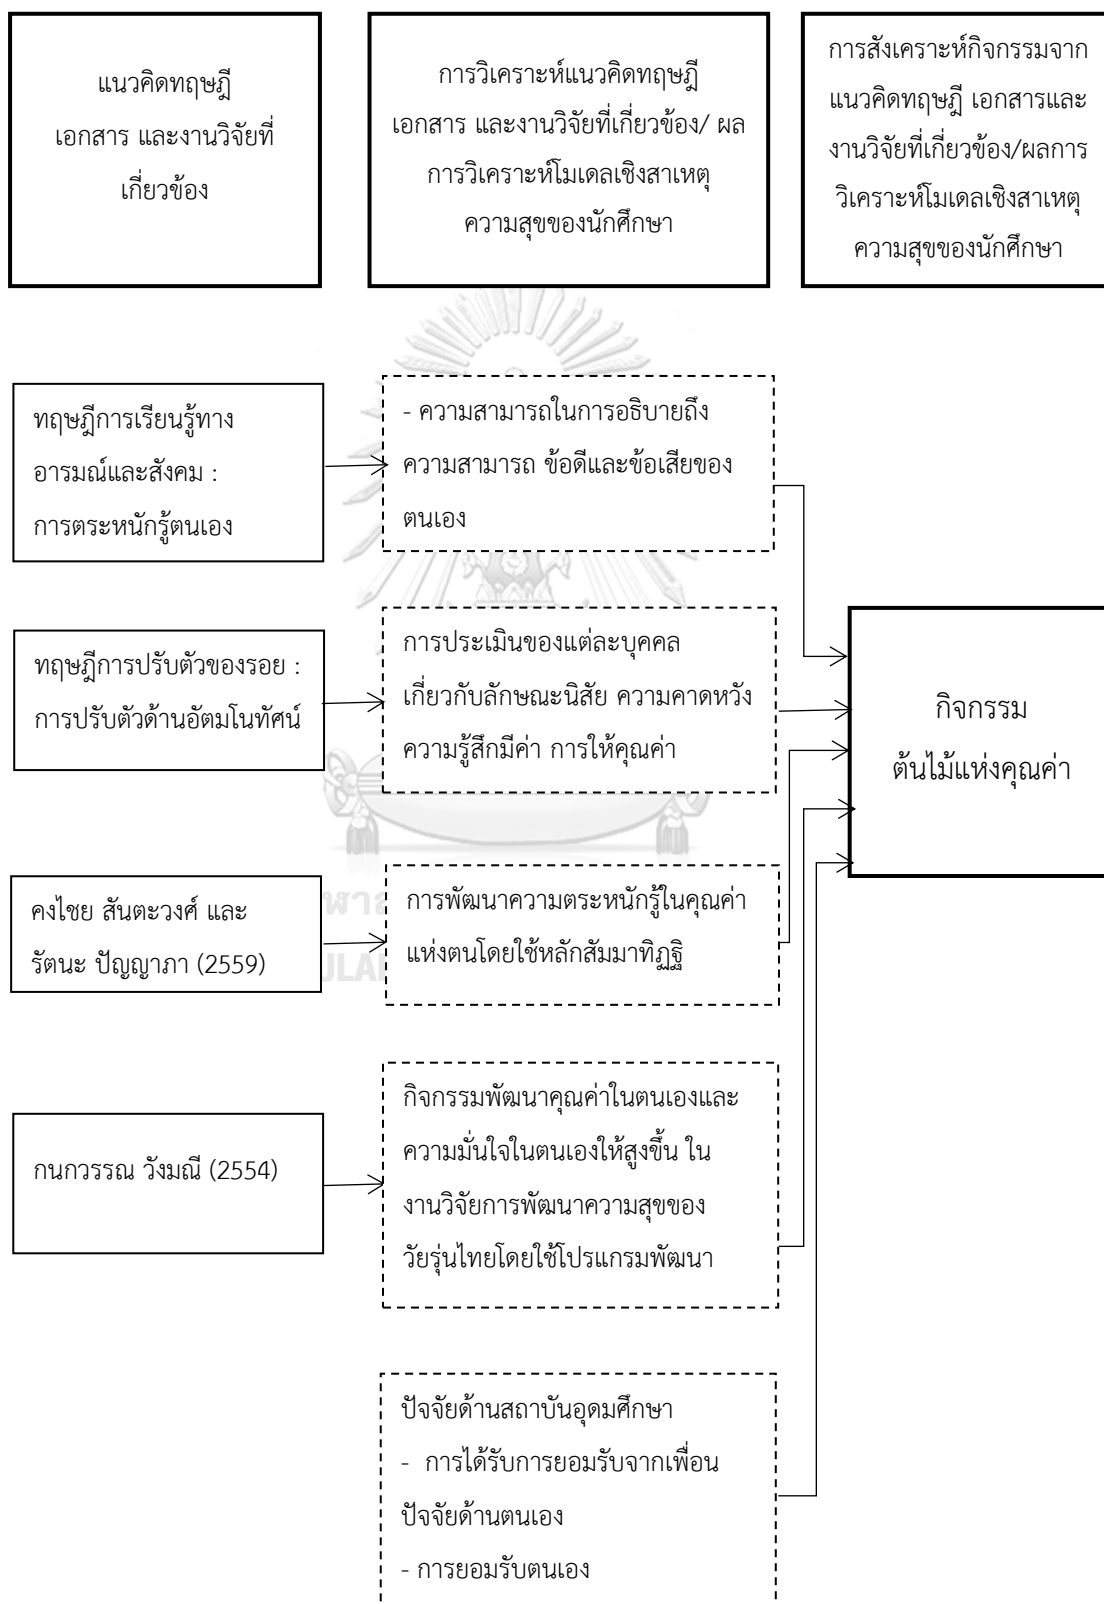 แนวคิดทฤษฎี
เอกสาร และงานวิจัยที่
เกี่ยวข้อง
การวิเคราะห์แนวคิดทฤษฎี
เอกสาร และงานวิจัยที่เกี่ยวข้อง/ ผล
การวิเคราะห์โมเดลเชิงสาเหตุ
ความสุขของนักศึกษา
การสังเคราะห์กิจกรรมจาก
แนวคิดทฤษฎี เอกสารและ
งานวิจัยที่เกี่ยวข้อง/ผลการ
วิเคราะห์โมเดลเชิงสาเหตุ
ความสุขของนักศึกษา
ทฤษฎีการเรียนรู้ทาง
อารมณ์และสังคม :
การตระหนักรู้ตนเอง
- ความสามารถในการอธิบายถึง
ความสามารถ ข้อดีและข้อเสียของ
ตนเอง
ทฤษฎีการปรับตัวของรอย :
การปรับตัวด้านอัตมโนทัศน์
การประเมินของแต่ละบุคคล
เกี่ยวกับลักษณะนิสัย ความคาดหวัง
ความรู้สึกมีค่า การให้คุณค่า
กิจกรรม
ต้นไม้แห่งคุณค่า
คงไชย สันตะวงศ์ และ
รัตนะ ปัญญาภา (2559)
การพัฒนาความตระหนักรู้ในคุณค่า
แห่งตนโดยใช้หลักสัมมาทิฏฐิ
กนกวรรณ วังมณี (2554)
กิจกรรมพัฒนาคุณค่าในตนเองและ
ความมั่นใจในตนเองให้สูงขึ้น ใน
งานวิจัยการพัฒนาความสุขของ
วัยรุ่นไทยโดยใช้โปรแกรมพัฒนา
ปัจจัยด้านสถาบันอุดมศึกษา
- การได้รับการยอมรับจากเพื่อน
ปัจจัยด้านตนเอง
- การยอมรับตนเอง